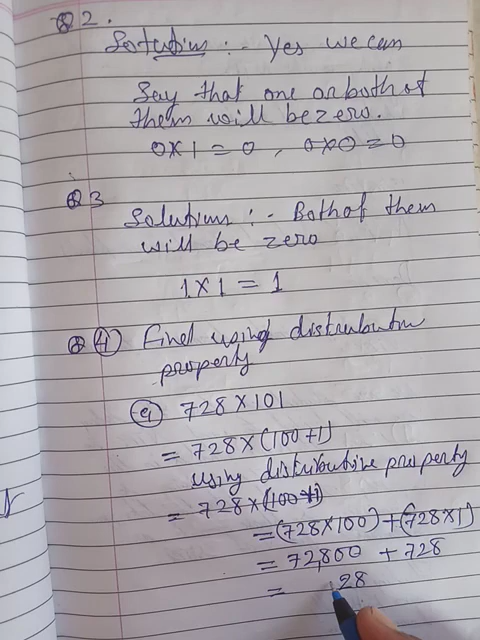 Q2.
Solution :- Yes we can
Say that one or both of
them will be zero.
0×1=0, 0×0=0
Q3
Solution :- Both of them
will be zero
1×1=1
Q④ Find using distributive
property
ⓐ 728×101
= 728×(100+1)
using distributive property
= 728×(100+1)
=(728×100)+(728×1)
= 72,800 + 728
= 28